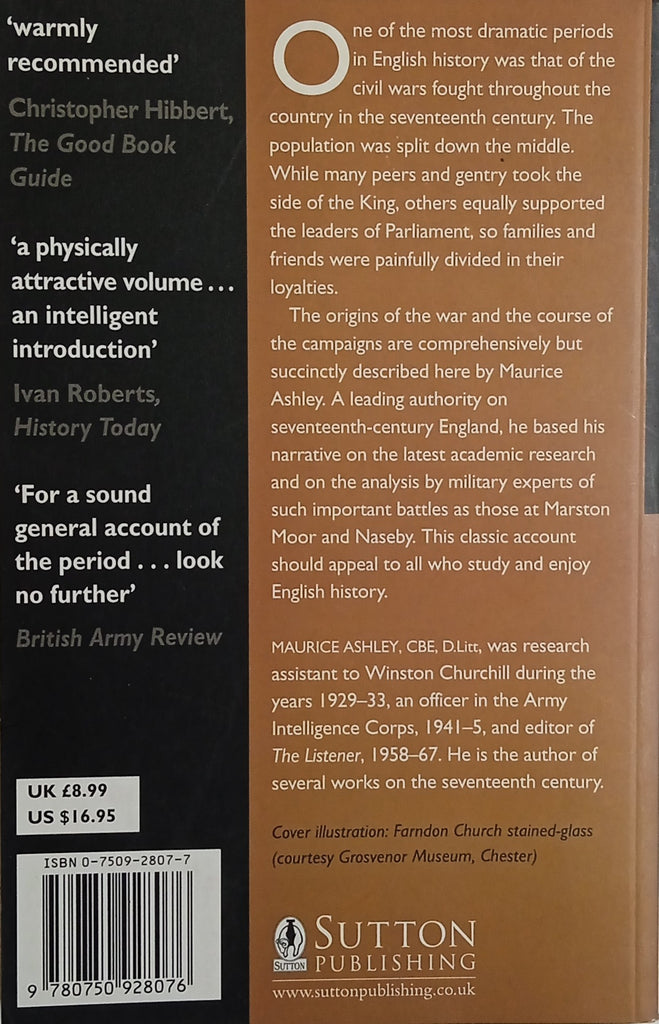 ‘warmly
recommended’
Christopher Hibbert,
The Good Book
Guide
‘a physically
attractive volume . . .
an intelligent
introduction’
Ivan Roberts,
History Today
‘For a sound
general account of
the period . . . look
no further’
British Army Review
UK £8.99
US $16.95
ISBN 0-7509-2807-7
9 780750 928076
One of the most dramatic periods
in English history was that of the
civil wars fought throughout the
country in the seventeenth century. The
population was split down the middle.
While many peers and gentry took the
side of the King, others equally supported
the leaders of Parliament, so families and
friends were painfully divided in their
loyalties.
The origins of the war and the course of
the campaigns are comprehensively but
succinctly described here by Maurice
Ashley. A leading authority on
seventeenth-century England, he based his
narrative on the latest academic research
and on the analysis by military experts of
such important battles as those at Marston
Moor and Naseby. This classic account
should appeal to all who study and enjoy
English history.
MAURICE ASHLEY, CBE, D.Litt, was research
assistant to Winston Churchill during the
years 1929–33, an officer in the Army
Intelligence Corps, 1941–5, and editor of
The Listener, 1958–67. He is the author of
several works on the seventeenth century.
Cover illustration: Farndon Church stained-glass
(courtesy Grosvenor Museum, Chester)
SUTTON
SUTTON
PUBLISHING
www.suttonpublishing.co.uk